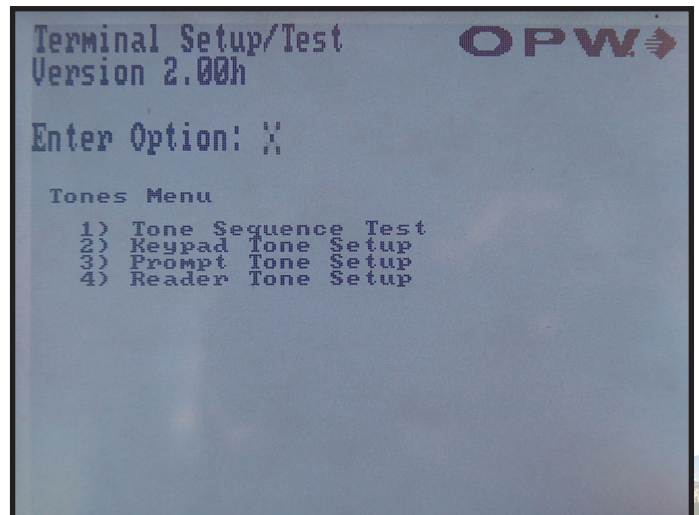 Terminal Setup/Test
OPW
Version 2.00h
Enter Option: X
Tones Menu
1) Tone Sequence Test
2) Keypad Tone Setup
3) Prompt Tone Setup
4) Reader Tone Setup